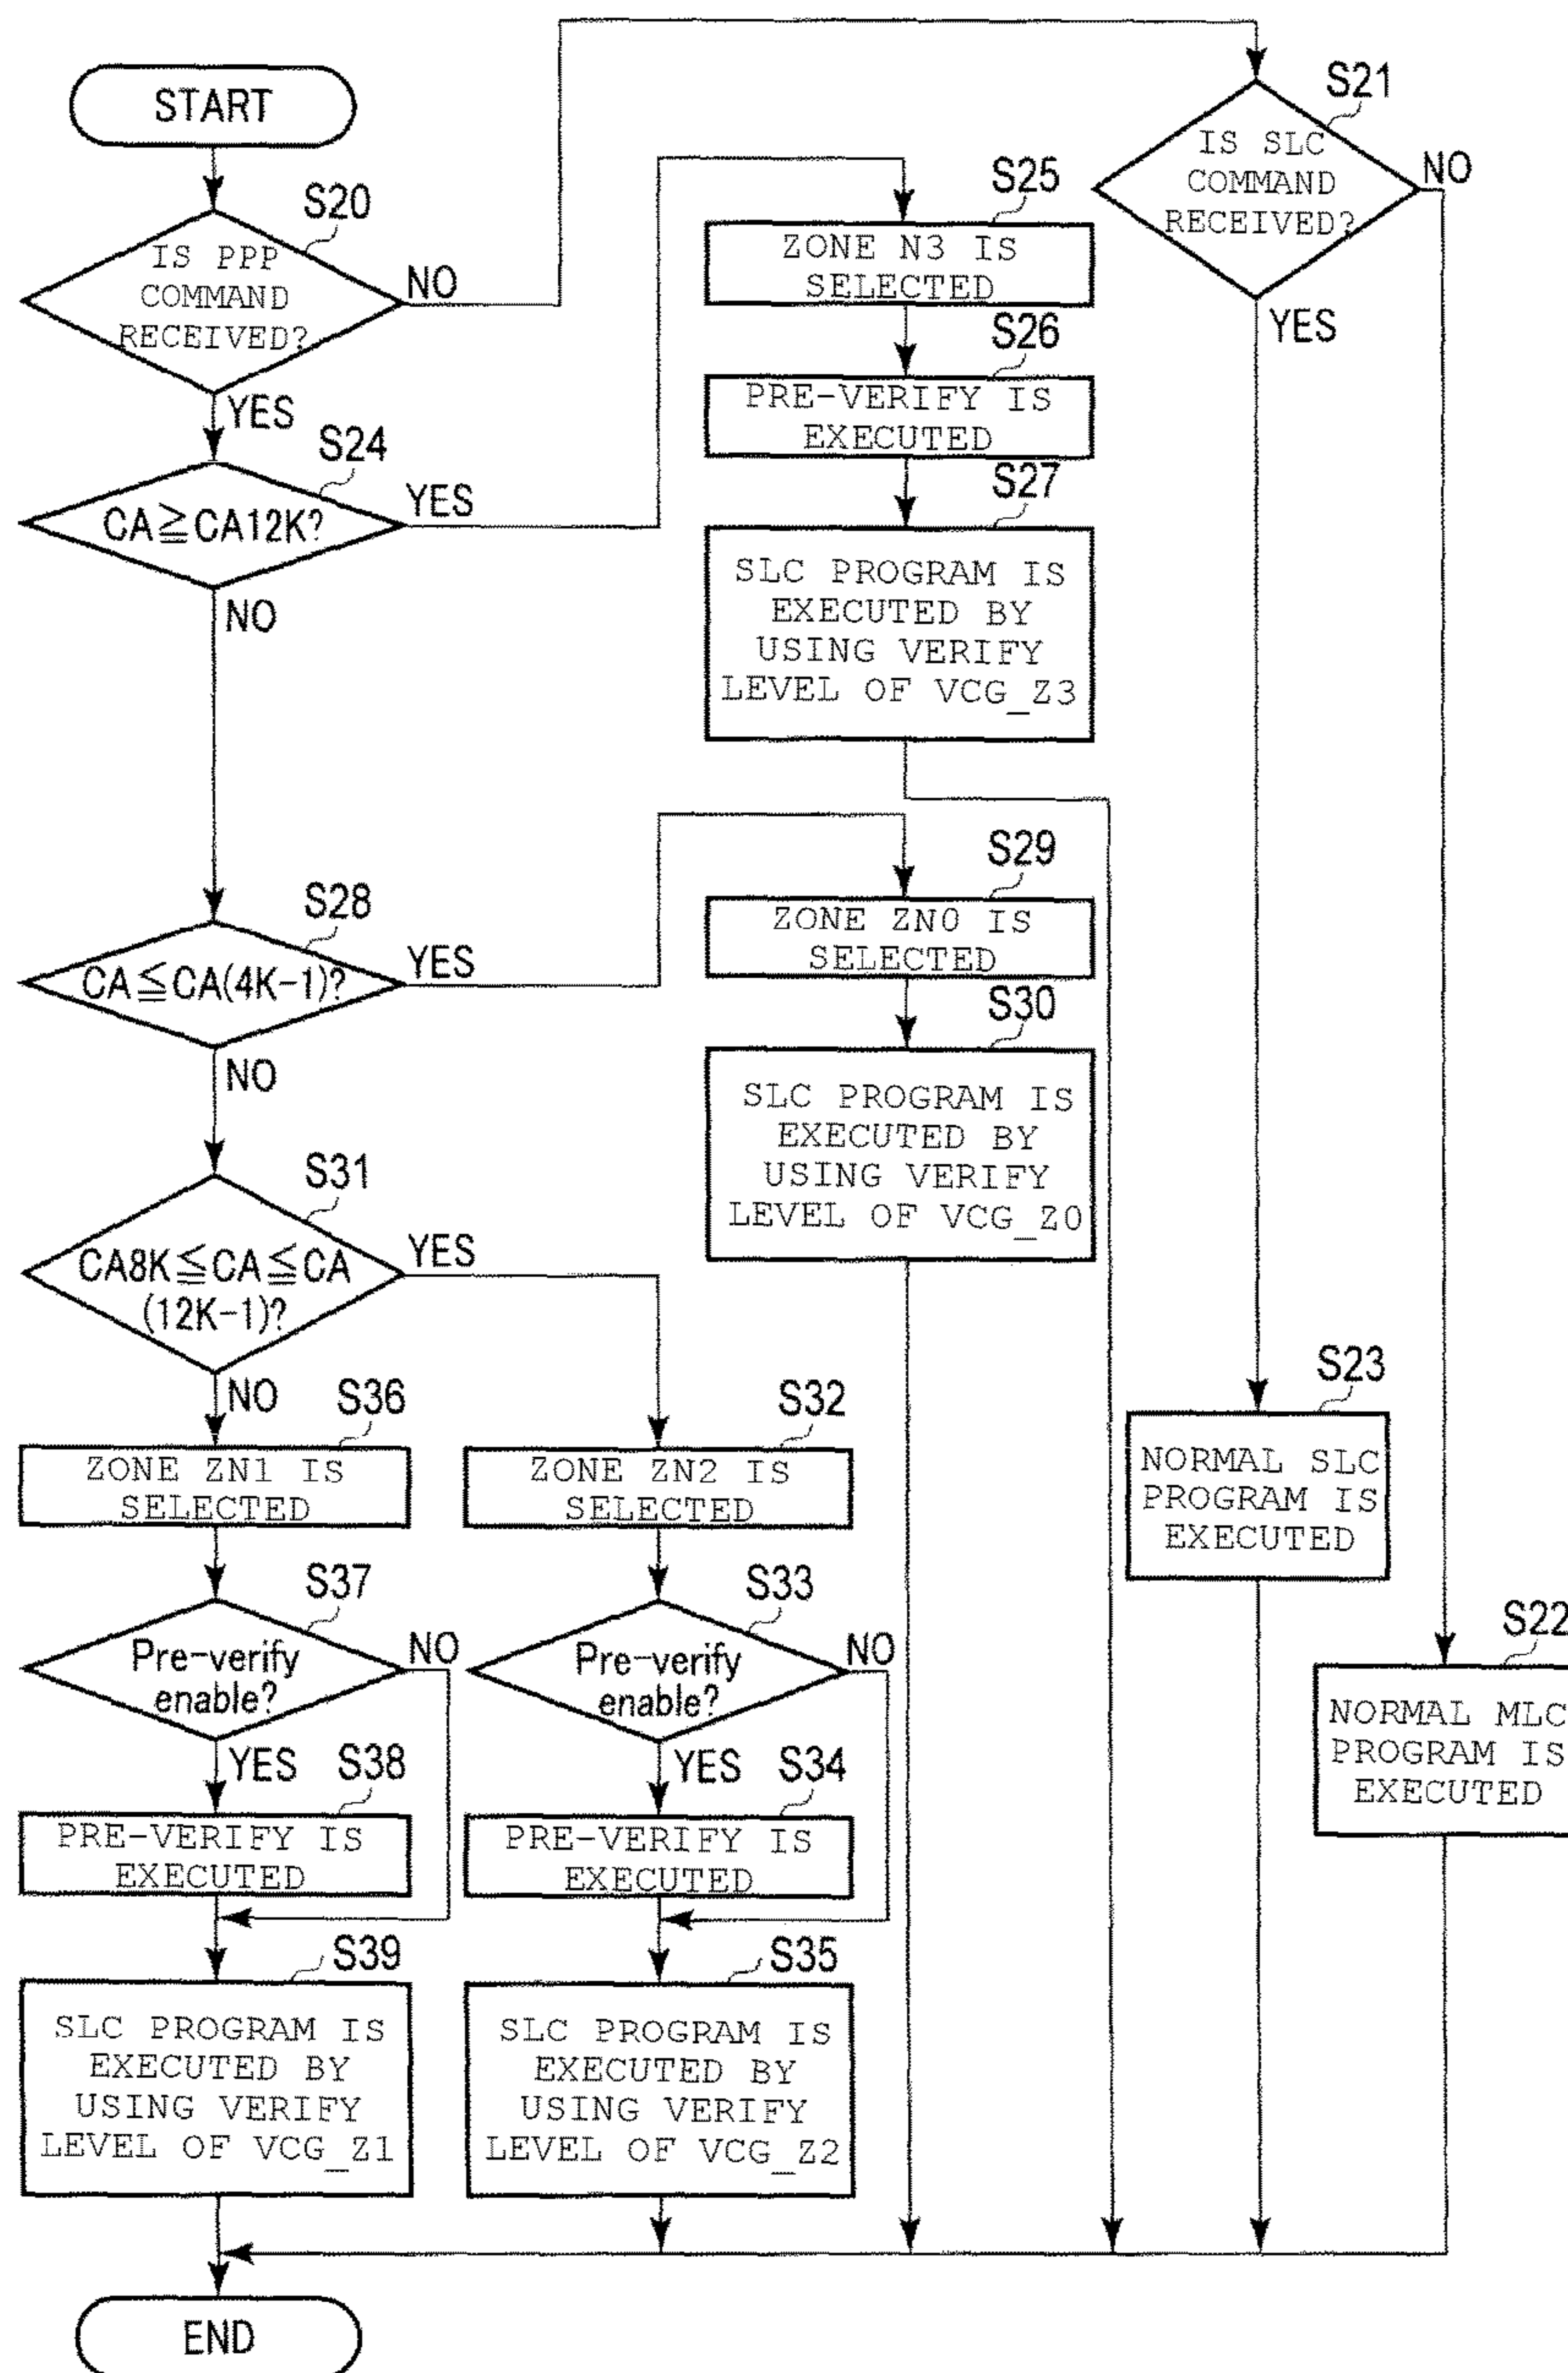 START
S20
IS PPP
COMMAND
RECEIVED?
NO
YES
S21
IS SLC
COMMAND
RECEIVED?
NO
YES
S24
CA≧CA12K?
YES
NO
S25
ZONE N3 IS
SELECTED
S26
PRE-VERIFY IS
EXECUTED
S27
SLC PROGRAM IS
EXECUTED BY
USING VERIFY
LEVEL OF VCG_Z3
S28
CA≦CA(4K-1)?
YES
NO
S29
ZONE ZN0 IS
SELECTED
S30
SLC PROGRAM IS
EXECUTED BY
USING VERIFY
LEVEL OF VCG_Z0
S31
CA8K≦CA≦CA
(12K-1)?
YES
NO
S36
ZONE ZN1 IS
SELECTED
S32
ZONE ZN2 IS
SELECTED
S23
NORMAL SLC
PROGRAM IS
EXECUTED
S37
Pre-verify
enable?
NO
YES
S33
Pre-verify
enable?
NO
YES
S22
NORMAL MLC
PROGRAM IS
EXECUTED
S38
PRE-VERIFY IS
EXECUTED
S34
PRE-VERIFY IS
EXECUTED
S39
SLC PROGRAM IS
EXECUTED BY
USING VERIFY
LEVEL OF VCG_Z1
S35
SLC PROGRAM IS
EXECUTED BY
USING VERIFY
LEVEL OF VCG_Z2
END